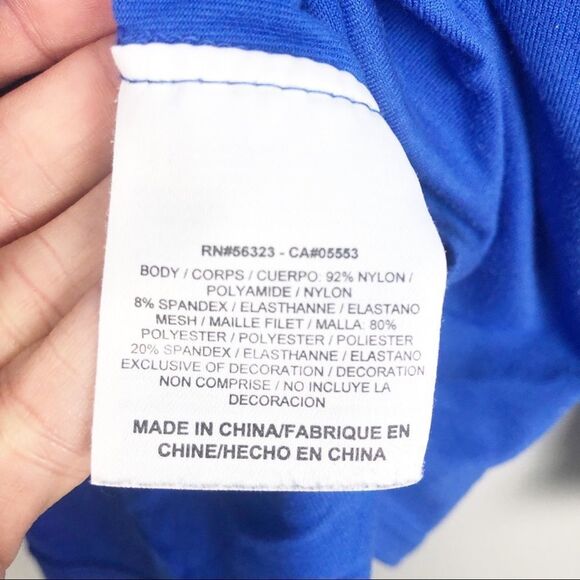 RN#56323 - CA#05553
BODY / CORPS / CUERPO: 92% NYLON /
POLYAMIDE / NYLON
8% SPANDEX / ELASTHANNE / ELASTANO
MESH / MAILLE FILET / MALLA: 80%
POLYESTER / POLYESTER / POLIESTER
20% SPANDEX / ELASTHANNE / ELASTANO
EXCLUSIVE OF DECORATION / DECORATION
NON COMPRISE / NO INCLUYE LA
DECORACION
MADE IN CHINA/FABRIQUE EN
CHINE/HECHO EN CHINA